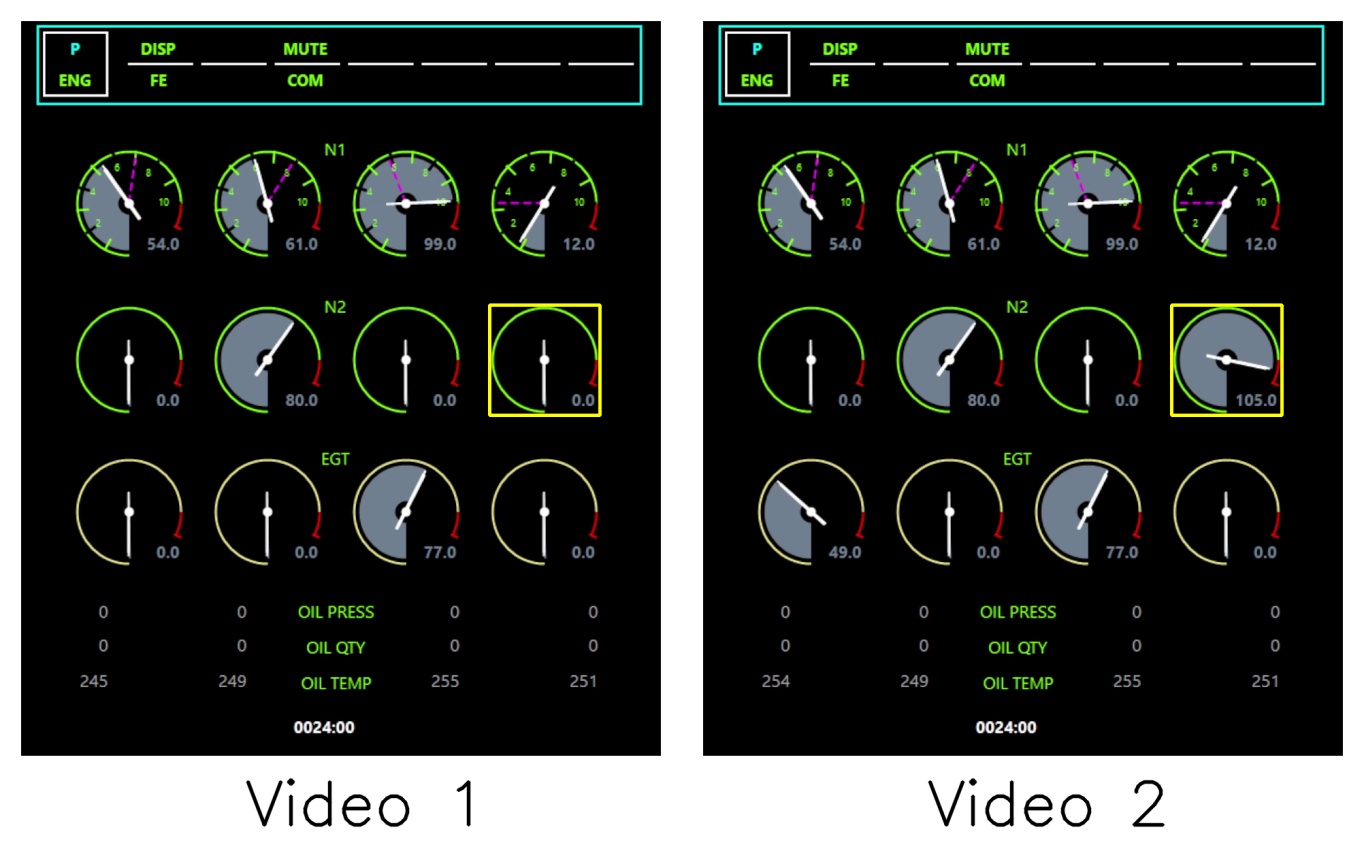 P DISP MUTE
ENG FE COM
N1
6 8 4 10 2 54.0
6 8 4 10 2 61.0
6 8 4 10 2 99.0
6 8 4 10 2 12.0
N2
0.0 80.0 0.0 0.0
EGT
0.0 0.0 77.0 0.0
0 0 OIL PRESS 0 0
0 0 OIL QTY 0 0
245 249 OIL TEMP 255 251
0024:00
Video 1
P DISP MUTE
ENG FE COM
N1
6 8 4 10 2 54.0
6 8 4 10 2 61.0
6 8 4 10 2 99.0
6 8 4 10 2 12.0
N2
0.0 80.0 0.0 105.0
EGT
49.0 0.0 77.0 0.0
0 0 OIL PRESS 0 0
0 0 OIL QTY 0 0
254 249 OIL TEMP 255 251
0024:00
Video 2